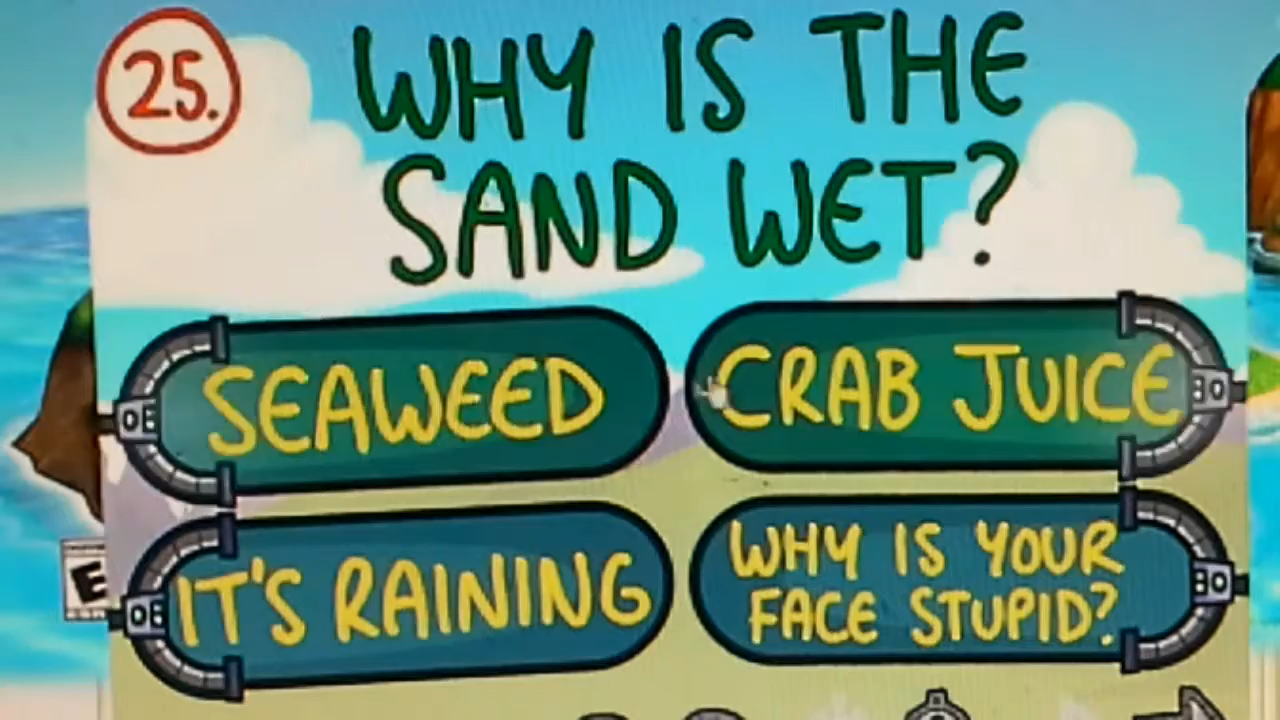 25.
WHY IS THE
SAND WET?
SEAWEED
CRAB JUICE
IT'S RAINING
WHY IS YOUR
FACE STUPID?
E